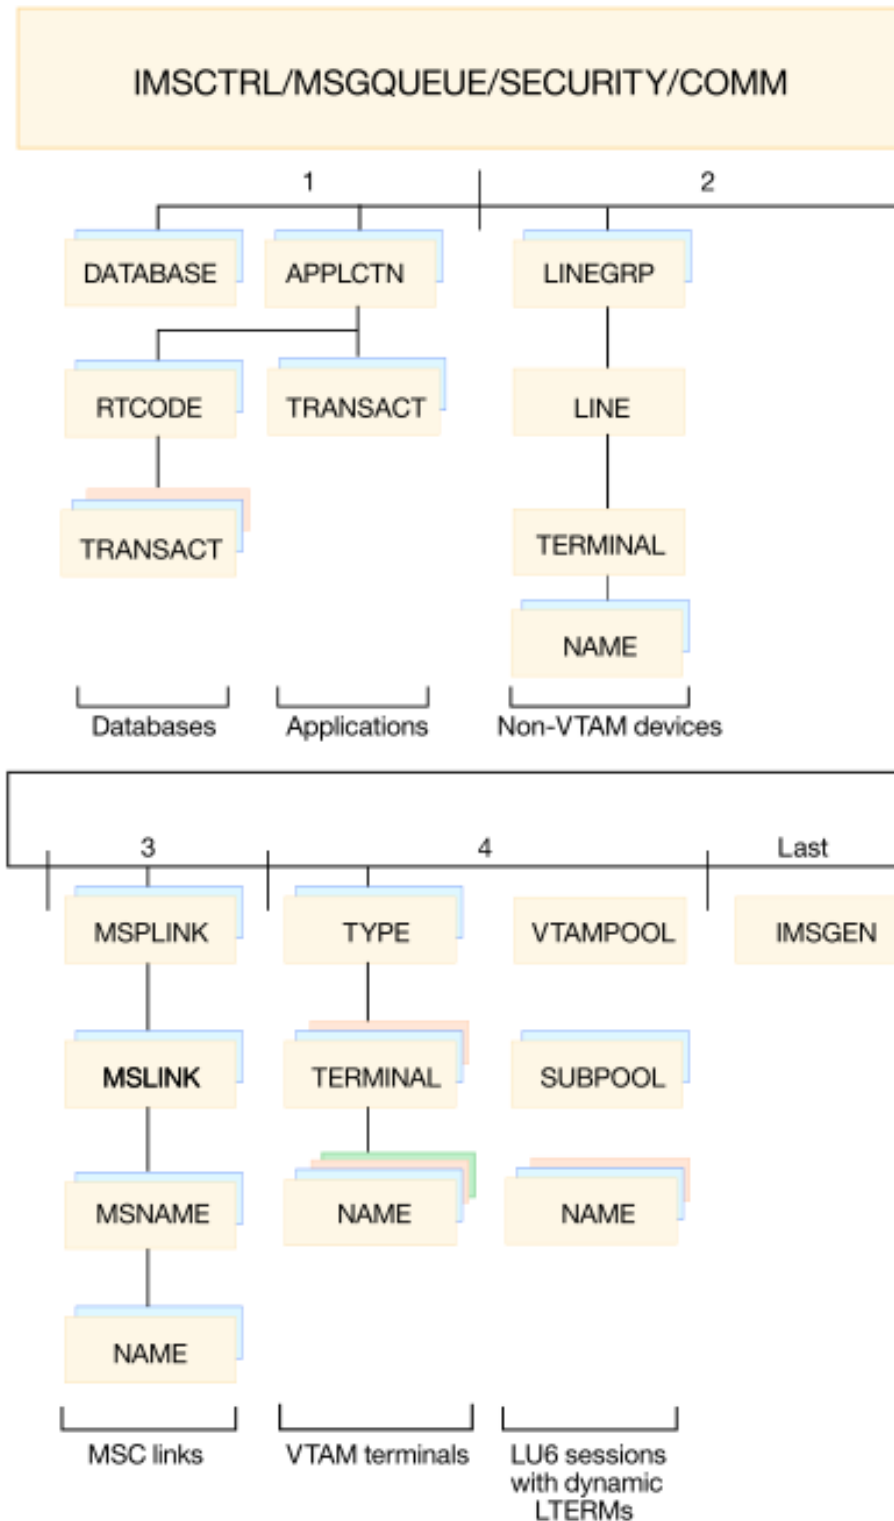 IMSCTRL/MSGQUEUE/SECURITY/COMM
1 2
DATABASE APPLCTN LINEGRP
RTCODE TRANSACT LINE
TRANSACT TERMINAL
NAME
Databases Applications Non-VTAM devices
3 4 Last
MSPLINK TYPE VTAMPOOL IMSGEN
MSLINK TERMINAL SUBPOOL
MSNAME NAME NAME
NAME
MSC links VTAM terminals LU6 sessions
with dynamic
LTERMs